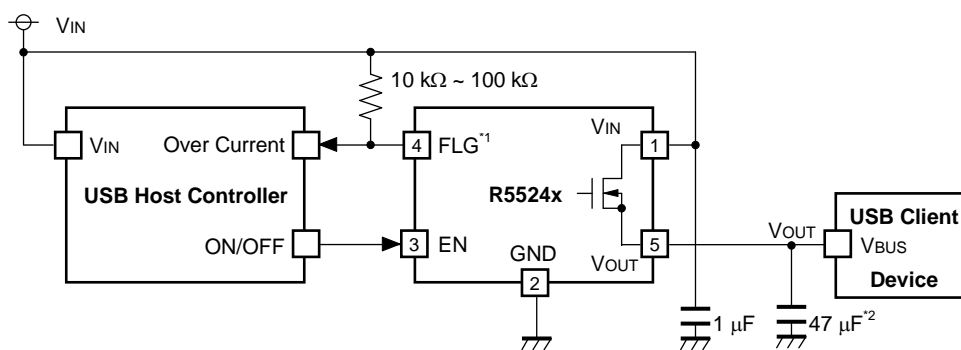 VIN
10 kΩ ~ 100 kΩ
VIN
Over Current
4
FLG*1
VIN
1
USB Host Controller
R5524x
USB Client
ON/OFF
3
EN
GND
VOUT
5
VOUT
VBUS
2
Device
1 μF
47 μF*2